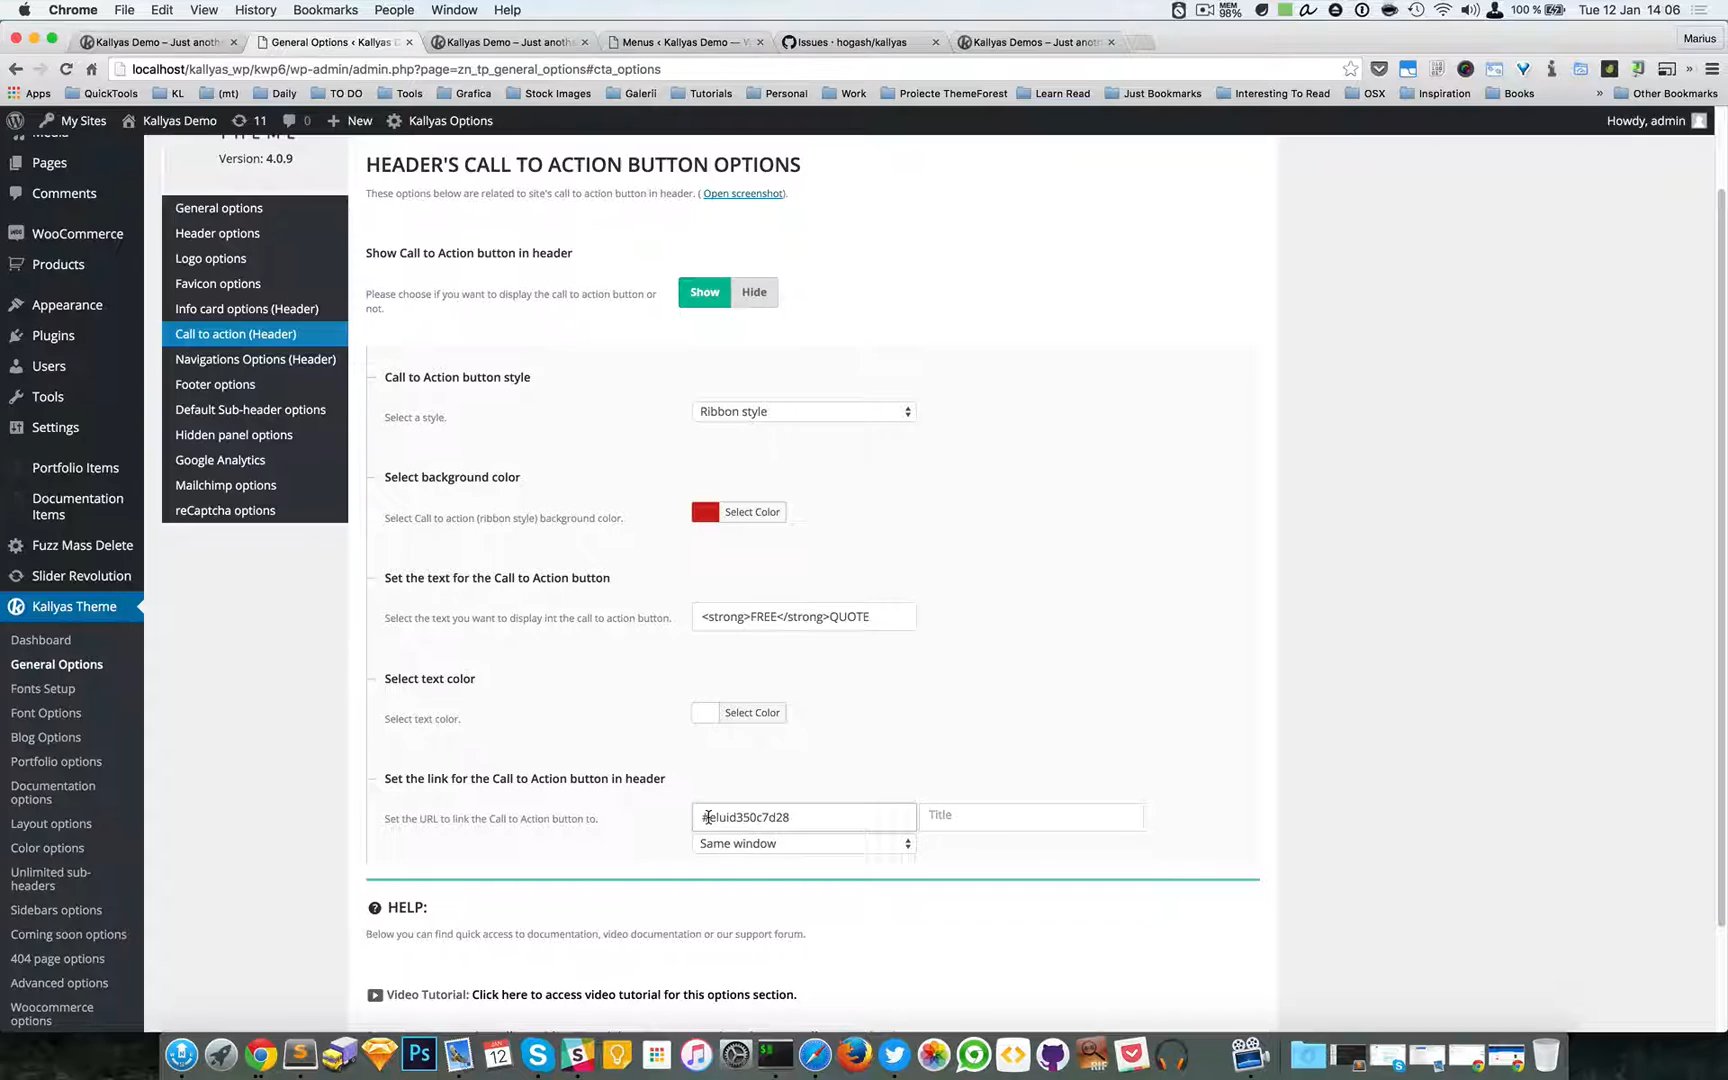 Chrome File Edit View History Bookmarks People Window Help
MEM 98% 100 % Tue 12 Jan 14:06
Kallyas Demo – Just anoth
General Options ‹ Kallyas D
Kallyas Demo – Just anoth
Menus ‹ Kallyas Demo —
Issues · hogash/kallyas
Kallyas Demos – Just anot
Marius
localhost/kallyas_wp/kwp6/wp-admin/admin.php?page=zn_tp_general_options#cta_options
Apps QuickTools KL (mt) Daily TO DO Tools Grafica Stock Images Galerii Tutorials Personal Work Proiecte ThemeForest Learn Read Just Bookmarks Interesting To Read OSX Inspiration Books » Other Bookmarks
My Sites Kallyas Demo 11 0 New Kallyas Options Howdy, admin
Pages
Comments
WooCommerce
Products
Appearance
Plugins
Users
Tools
Settings
Portfolio Items
Documentation
Items
Fuzz Mass Delete
Slider Revolution
Kallyas Theme
Dashboard
General Options
Fonts Setup
Font Options
Blog Options
Portfolio options
Documentation
options
Layout options
Color options
Unlimited sub-
headers
Sidebars options
Coming soon options
404 page options
Advanced options
Woocommerce
options
Version: 4.0.9
General options
Header options
Logo options
Favicon options
Info card options (Header)
Call to action (Header)
Navigations Options (Header)
Footer options
Default Sub-header options
Hidden panel options
Google Analytics
Mailchimp options
reCaptcha options
HEADER'S CALL TO ACTION BUTTON OPTIONS
These options below are related to site's call to action button in header. ( Open screenshot).
Show Call to Action button in header
Please choose if you want to display the call to action button or
not.
Show Hide
Call to Action button style
Select a style.
Ribbon style
Select background color
Select Call to action (ribbon style) background color.
Select Color
Set the text for the Call to Action button
Select the text you want to display int the call to action button.
<strong>FREE</strong>QUOTE
Select text color
Select text color.
Select Color
Set the link for the Call to Action button in header
Set the URL to link the Call to Action button to.
#eluid350c7d28
Title
Same window
HELP:
Below you can find quick access to documentation, video documentation or our support forum.
Video Tutorial: Click here to access video tutorial for this options section.
Ps
JAN
12
RIF